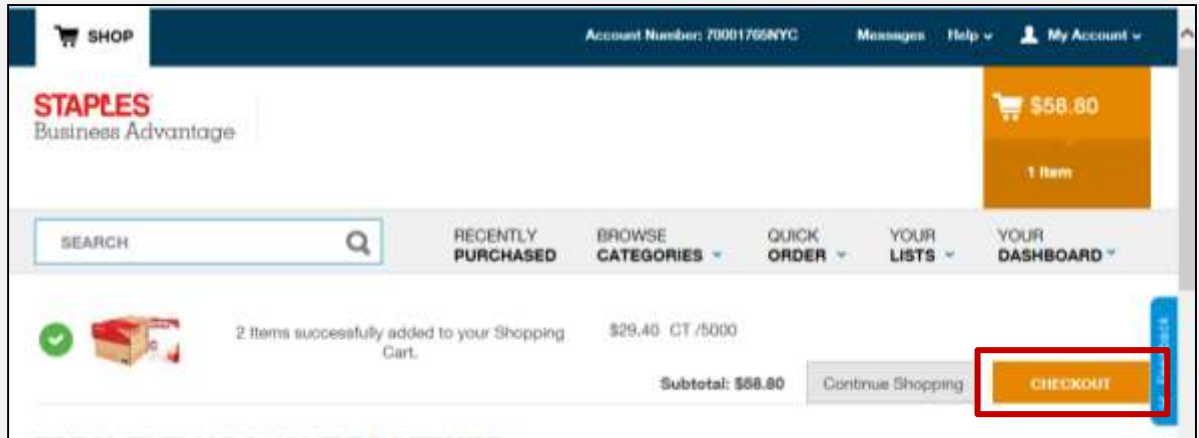 SHOP
Account Number: 70001765NYC
Messages
Help
My Account
STAPLES
Business Advantage
$58.80
1 Item
SEARCH
RECENTLY
PURCHASED
BROWSE
CATEGORIES
QUICK
ORDER
YOUR
LISTS
YOUR
DASHBOARD
2 Items successfully added to your Shopping
Cart.
$29.40 CT /5000
Subtotal: $58.80
Continue Shopping
CHECKOUT